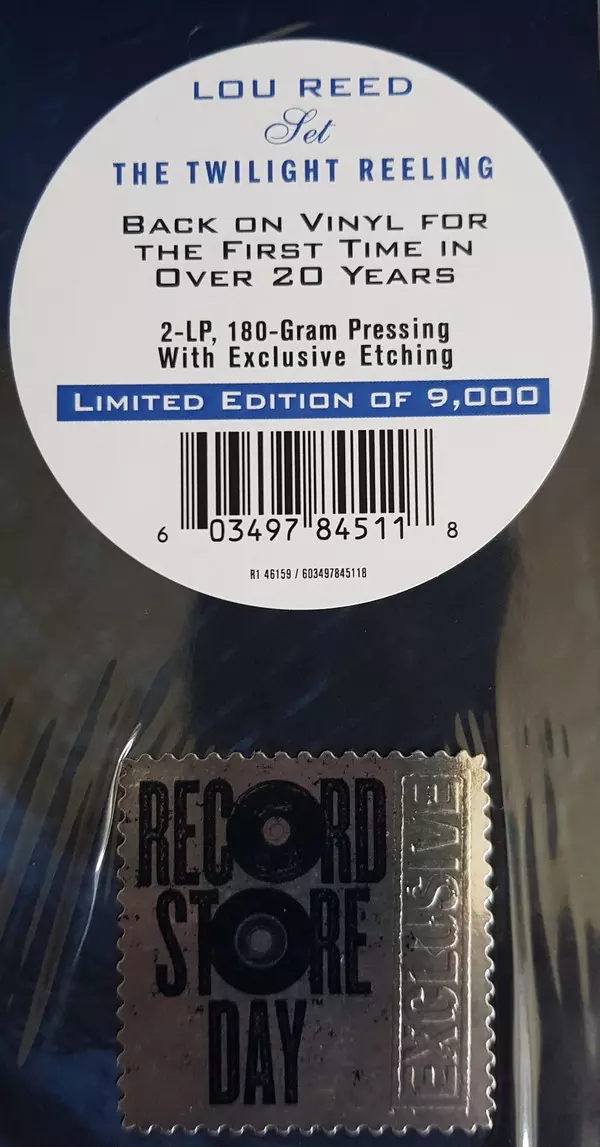 LOU REED
Set
THE TWILIGHT REELING
BACK ON VINYL FOR
THE FIRST TIME IN
OVER 20 YEARS
2-LP, 180-Gram Pressing
With Exclusive Etching
LIMITED EDITION OF 9,000
6 03497 84511 8
R1 46159 / 603497845118
RECORD
STORE
DAY™
EXCLUSIVE